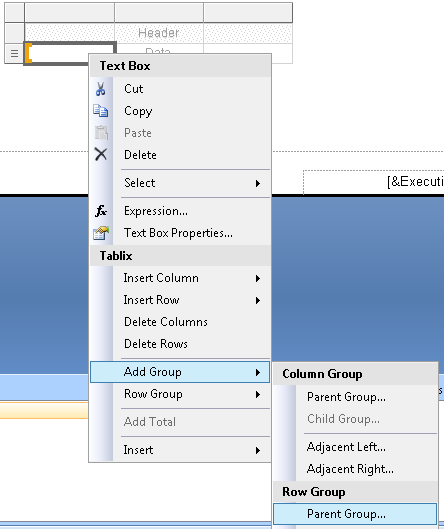 Header
Data
Text Box
Cut
Copy
Paste
Delete
Select
[&Executi
fx Expression...
Text Box Properties...
Tablix
Insert Column
Insert Row
Delete Columns
Delete Rows
Add Group
Column Group
Row Group
Parent Group...
Add Total
Child Group...
Insert
Adjacent Left...
Adjacent Right...
Row Group
Parent Group...